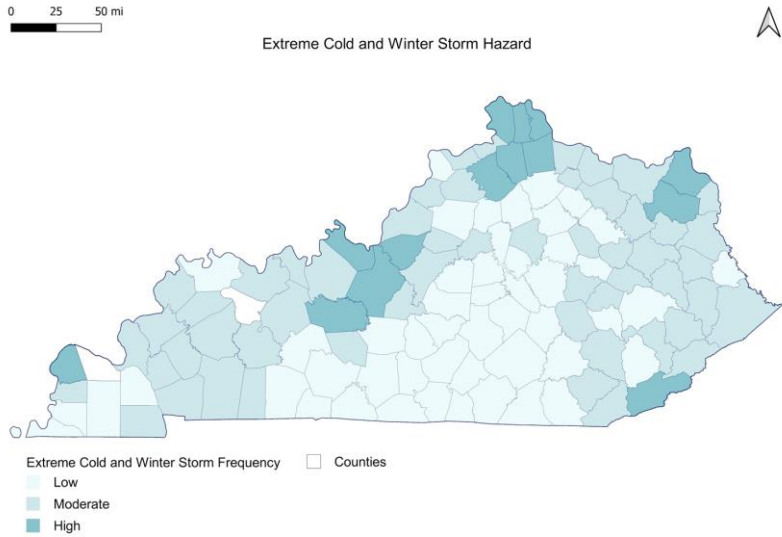 0 25 50 mi
Extreme Cold and Winter Storm Hazard
Extreme Cold and Winter Storm Frequency
Counties
Low
Moderate
High